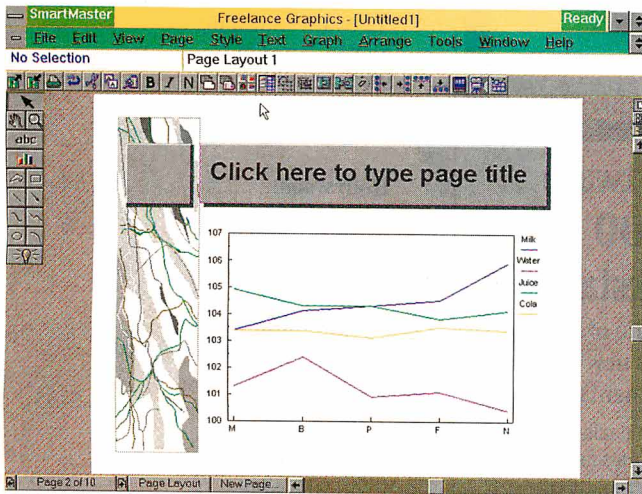 SmartMaster Freelance Graphics - [Untitled1] Ready
File Edit View Page Style Text Graph Arrange Tools Window Help
No Selection Page Layout 1
B I N
abc
Click here to type page title
107
106
105
104
103
102
101
100
M B P F N
Milk
Water
Juice
Cola
Page 2 of 10 Page Layout New Page...